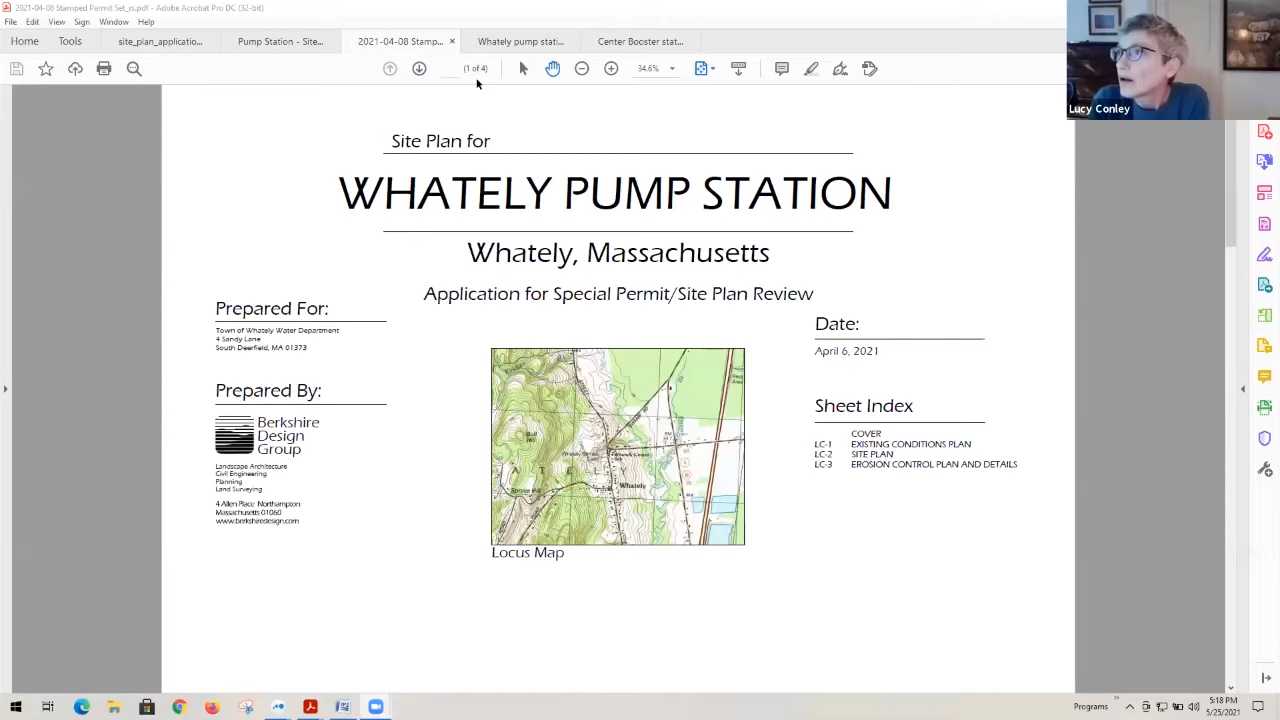 2021-04-08 Stamped Permit Set_rs.pdf - Adobe Acrobat Pro DC (32-bit)
File Edit View Sign Window Help
Home Tools site_plan_applicatio... Pump Station - Site... 2021-04-08 Stamp... × Whately pump stat... Center Booster stat...
(1 of 4) 34.6%
Lucy Conley
Site Plan for
WHATELY PUMP STATION
Whately, Massachusetts
Application for Special Permit/Site Plan Review
Prepared For:
Town of Whately Water Department
4 Sandy Lane
South Deerfield, MA 01373
Prepared By:
Berkshire
Design
Group
Landscape Architecture
Civil Engineering
Planning
Land Surveying
4 Allen Place Northampton
Massachusetts 01060
www.berkshiredesign.com
Whately
Locus Map
Date:
April 6, 2021
Sheet Index
COVER
LC-1 EXISTING CONDITIONS PLAN
LC-2 SITE PLAN
LC-3 EROSION CONTROL PLAN AND DETAILS
Programs
5:18 PM
5/25/2021